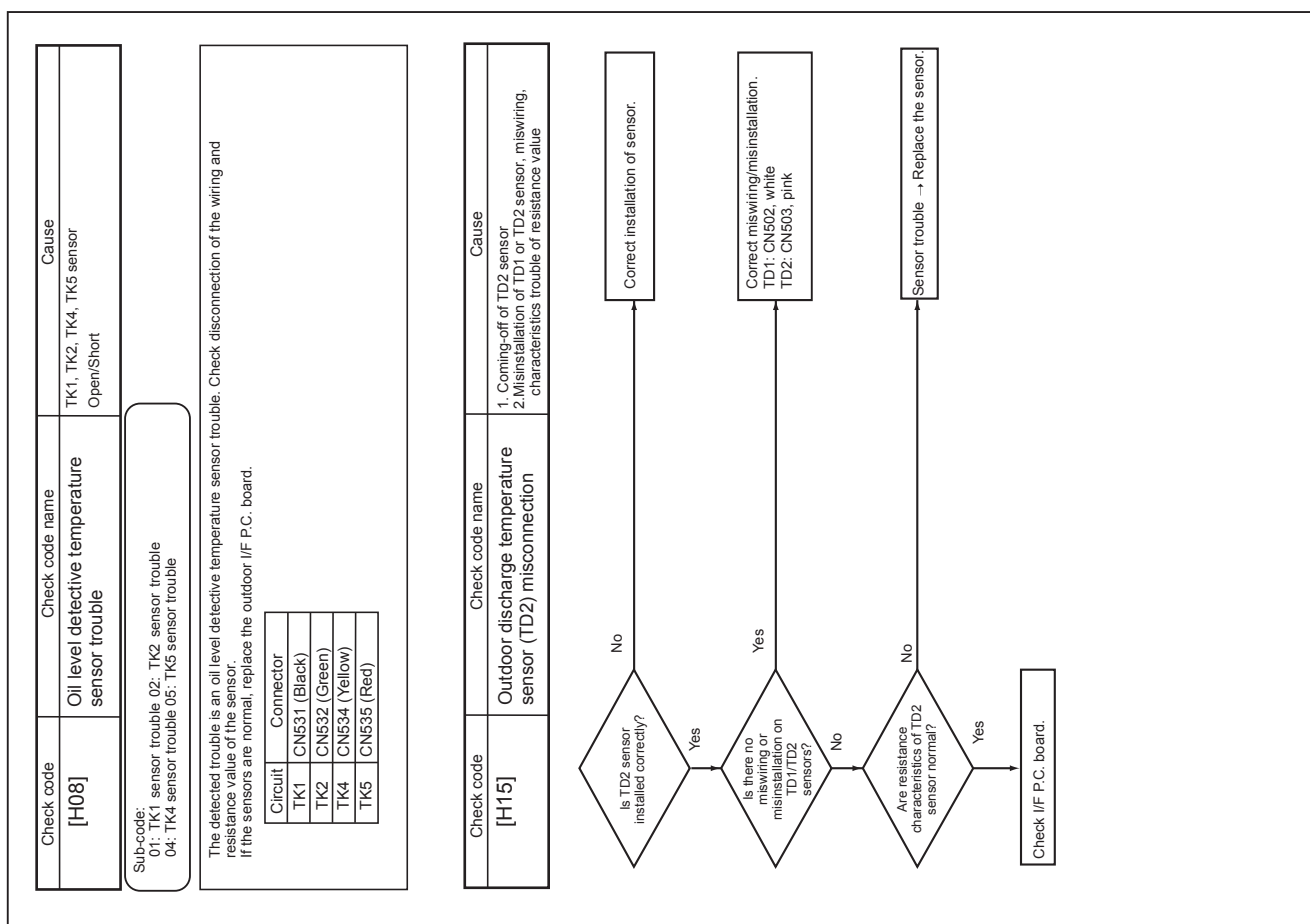 Check code
Check code name
Cause
[H08]
Oil level detective temperature
sensor trouble
TK1, TK2, TK4, TK5 sensor
Open/Short
Sub-code:
01: TK1 sensor trouble 02: TK2 sensor trouble
04: TK4 sensor trouble 05: TK5 sensor trouble
The detected trouble is an oil level detective temperature sensor trouble. Check disconnection of the wiring and
resistance value of the sensor.
If the sensors are normal, replace the outdoor I/F P.C. board.
Circuit Connector
TK1 CN531 (Black)
TK2 CN532 (Green)
TK4 CN534 (Yellow)
TK5 CN535 (Red)
Check code
Check code name
Cause
[H15]
Outdoor discharge temperature
sensor (TD2) misconnection
1. Coming-off of TD2 sensor
2.Misinstallation of TD1 or TD2 sensor, miswiring,
characteristics trouble of resistance value
Is TD2 sensor
installed correctly?
No
Correct installation of sensor.
Yes
Is there no
miswiring or
misinstallation on
TD1/TD2
sensors?
Yes
Correct miswiring/misinstallation.
TD1: CN502, white
TD2: CN503, pink
No
Are resistance
characteristics of TD2
sensor normal?
No
Sensor trouble → Replace the sensor.
Yes
Check I/F P.C. board.